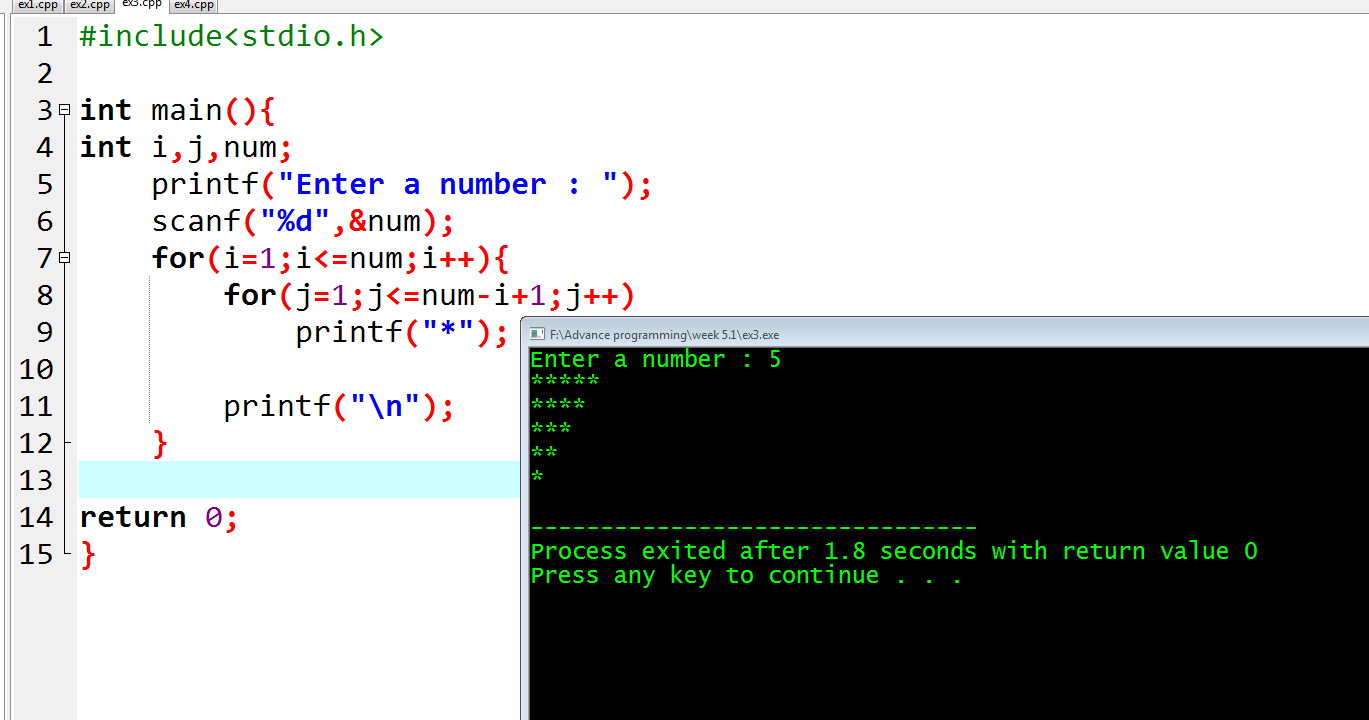 ex1.cpp ex2.cpp ex3.cpp ex4.cpp
1 #include<stdio.h>
2
3 int main(){
4 int i,j,num;
5 printf("Enter a number : ");
6 scanf("%d",&num);
7 for(i=1;i<=num;i++){
8 for(j=1;j<=num-i+1;j++)
9 printf("*");
10
11 printf("\n");
12 }
13
14 return 0;
15 }
F:\Advance programming\week 5.1\ex3.exe
Enter a number : 5
*****
****
***
**
*
--------------------------------
Process exited after 1.8 seconds with return value 0
Press any key to continue . . .